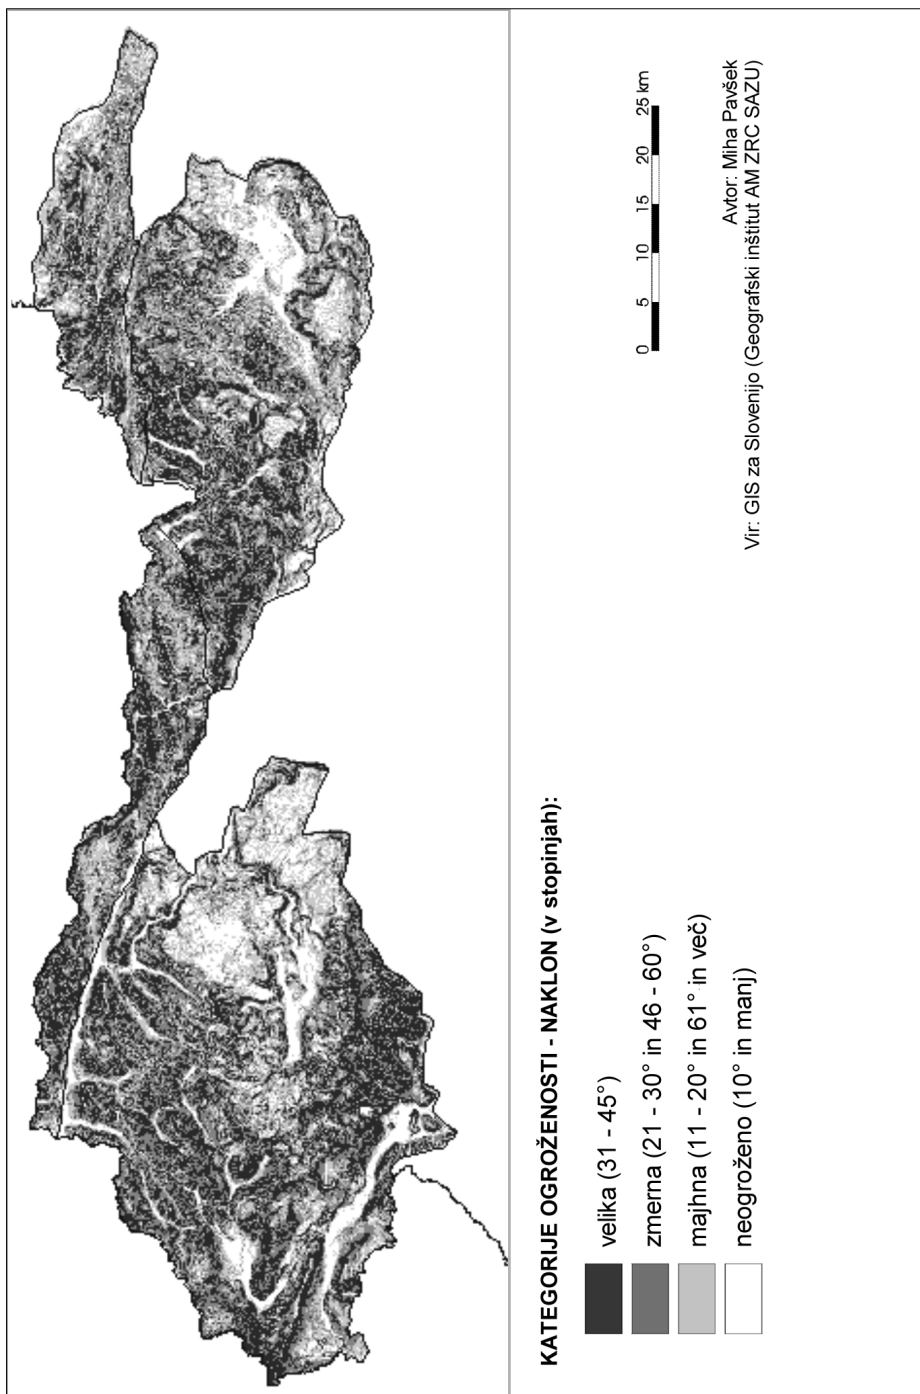 KATEGORIJE OGROŽENOSTI - NAKLON (v stopinjah):
velika (31 - 45°)
zmerna (21 - 30° in 46 - 60°)
majhna (11 - 20° in 61° in več)
neogroženo (10° in manj)
0 5 10 15 20 25 km
Avtor: Miha Pavšek
Vir: GIS za Slovenijo (Geografski inštitut AM ZRC SAZU)